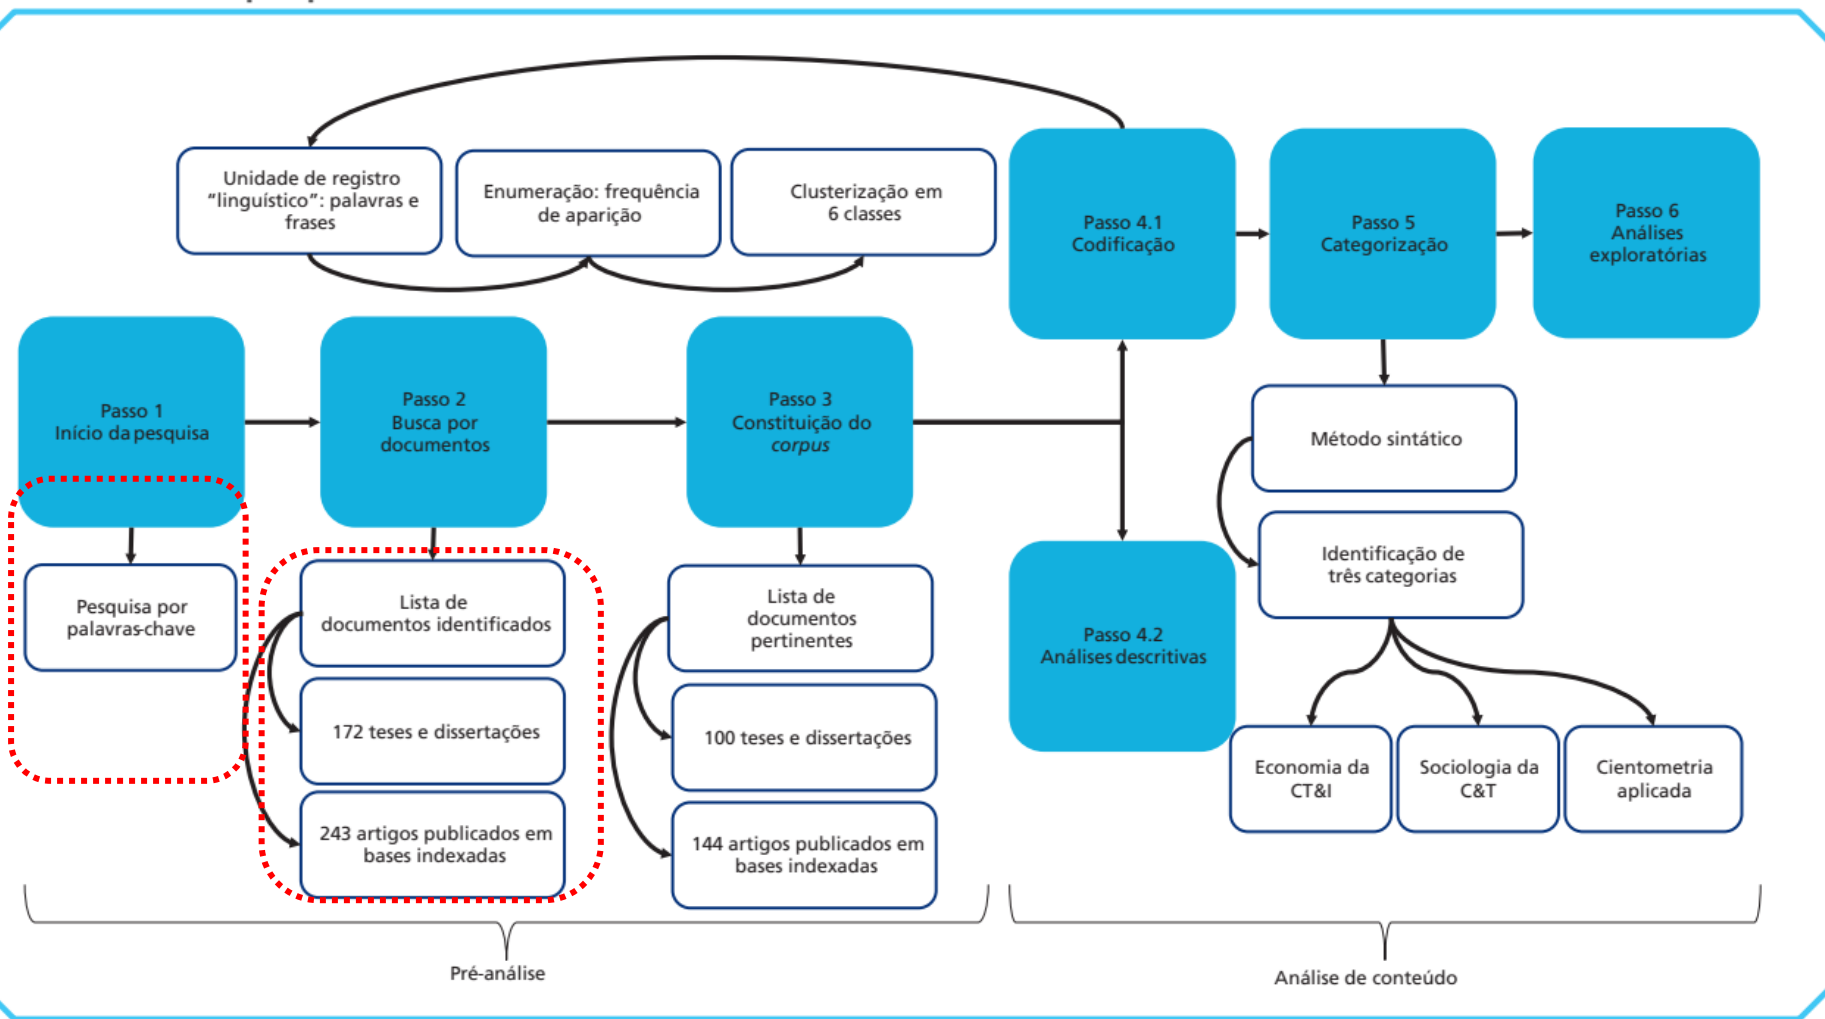 Unidade de registro
“linguístico”: palavras e
frases
Enumeração: frequência
de aparição
Clusterização em
6 classes
Passo 4.1
Codificação
Passo 5
Categorização
Passo 6
Análises
exploratórias
Passo 1
Início da pesquisa
Passo 2
Busca por
documentos
Passo 3
Constituição do
corpus
Método sintático
Identificação de
três categorias
Pesquisa por
palavras-chave
Lista de
documentos identificados
Lista de
documentos
pertinentes
Passo 4.2
Análises descritivas
172 teses e dissertações
100 teses e dissertações
Economia da
CT&I
Sociologia da
C&T
Cientometria
aplicada
243 artigos publicados em
bases indexadas
144 artigos publicados em
bases indexadas
Pré-análise
Análise de conteúdo